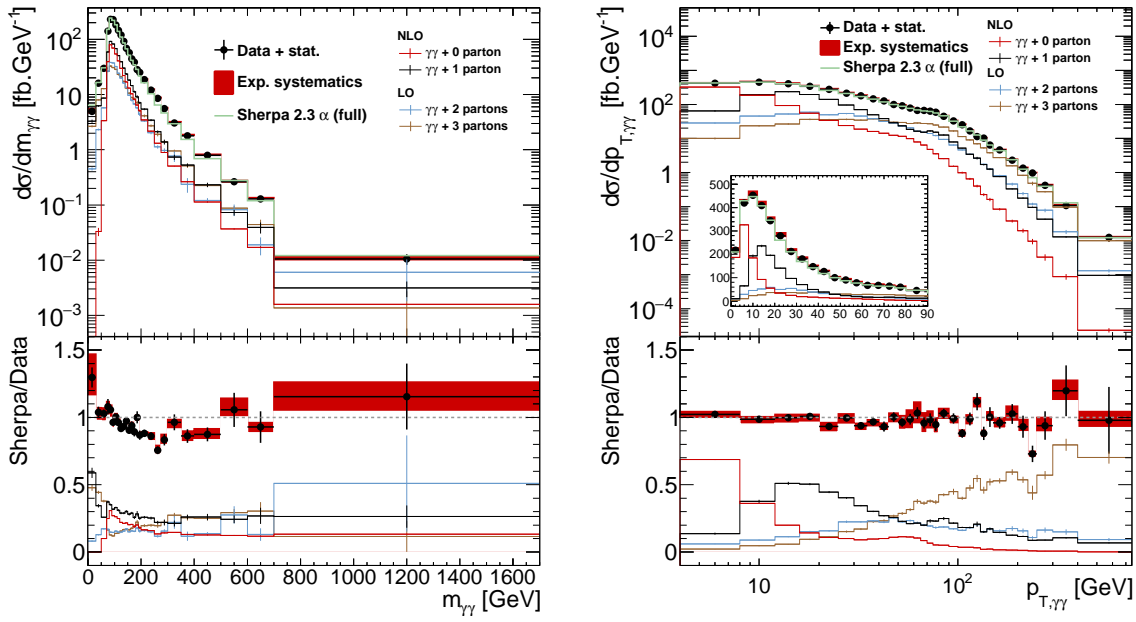 dσ/dm_γγ [fb.GeV⁻¹]
10²
10
1
10⁻¹
10⁻²
10⁻³
Data + stat.
Exp. systematics
Sherpa 2.3 α (full)
NLO
γγ + 0 parton
γγ + 1 parton
LO
γγ + 2 partons
γγ + 3 partons
Sherpa/Data
1.5
1
0.5
0
0 200 400 600 800 1000 1200 1400 1600
m_γγ [GeV]
dσ/dp_T,γγ [fb.GeV⁻¹]
10⁴
10²
1
10⁻²
10⁻⁴
Data + stat.
Exp. systematics
Sherpa 2.3 α (full)
NLO
γγ + 0 parton
γγ + 1 parton
LO
γγ + 2 partons
γγ + 3 partons
500
400
300
200
100
0
0 10 20 30 40 50 60 70 80 90
Sherpa/Data
1.5
1
0.5
0
10 10² 10³
p_T,γγ [GeV]